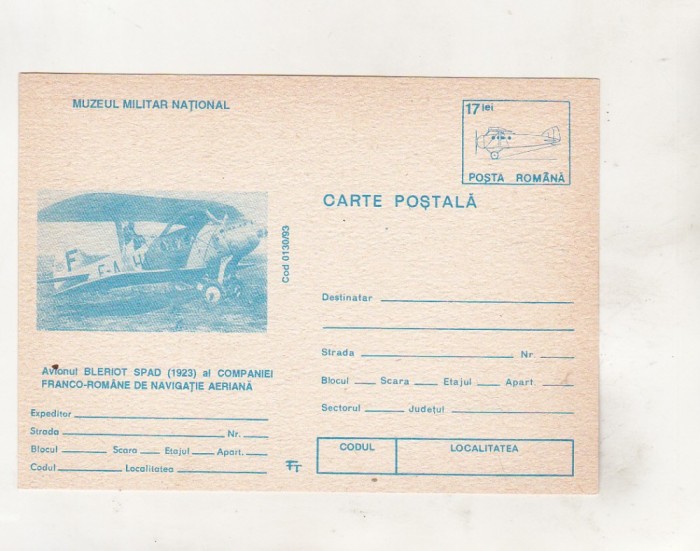 MUZEUL MILITAR NAȚIONAL
17 lei
POȘTA ROMÂNĂ
CARTE POȘTALĂ
F
F-A
Cod 0130/93
Avionul BLERIOT SPAD (1923) al COMPANIEI
FRANCO-ROMÂNE DE NAVIGAȚIE AERIANĂ
Expeditor
Strada Nr.
Blocul Scara Etajul Apart.
Codul Localitatea
Destinatar
Strada Nr.
Blocul Scara Etajul Apart.
Sectorul Județul
CODUL LOCALITATEA